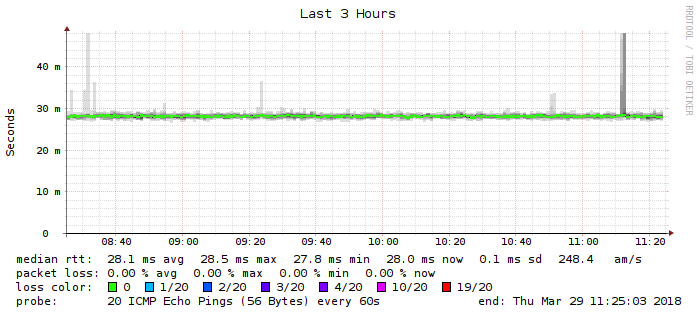 Last 3 Hours
RRDTOOL / TOBI OETIKER
Seconds
40 m
30 m
20 m
10 m
0
08:40 09:00 09:20 09:40 10:00 10:20 10:40 11:00 11:20
median rtt: 28.1 ms avg 28.5 ms max 27.8 ms min 28.0 ms now 0.1 ms sd 248.4 am/s
packet loss: 0.00 % avg 0.00 % max 0.00 % min 0.00 % now
loss color: 0 1/20 2/20 3/20 4/20 10/20 19/20
probe: 20 ICMP Echo Pings (56 Bytes) every 60s end: Thu Mar 29 11:25:03 2018